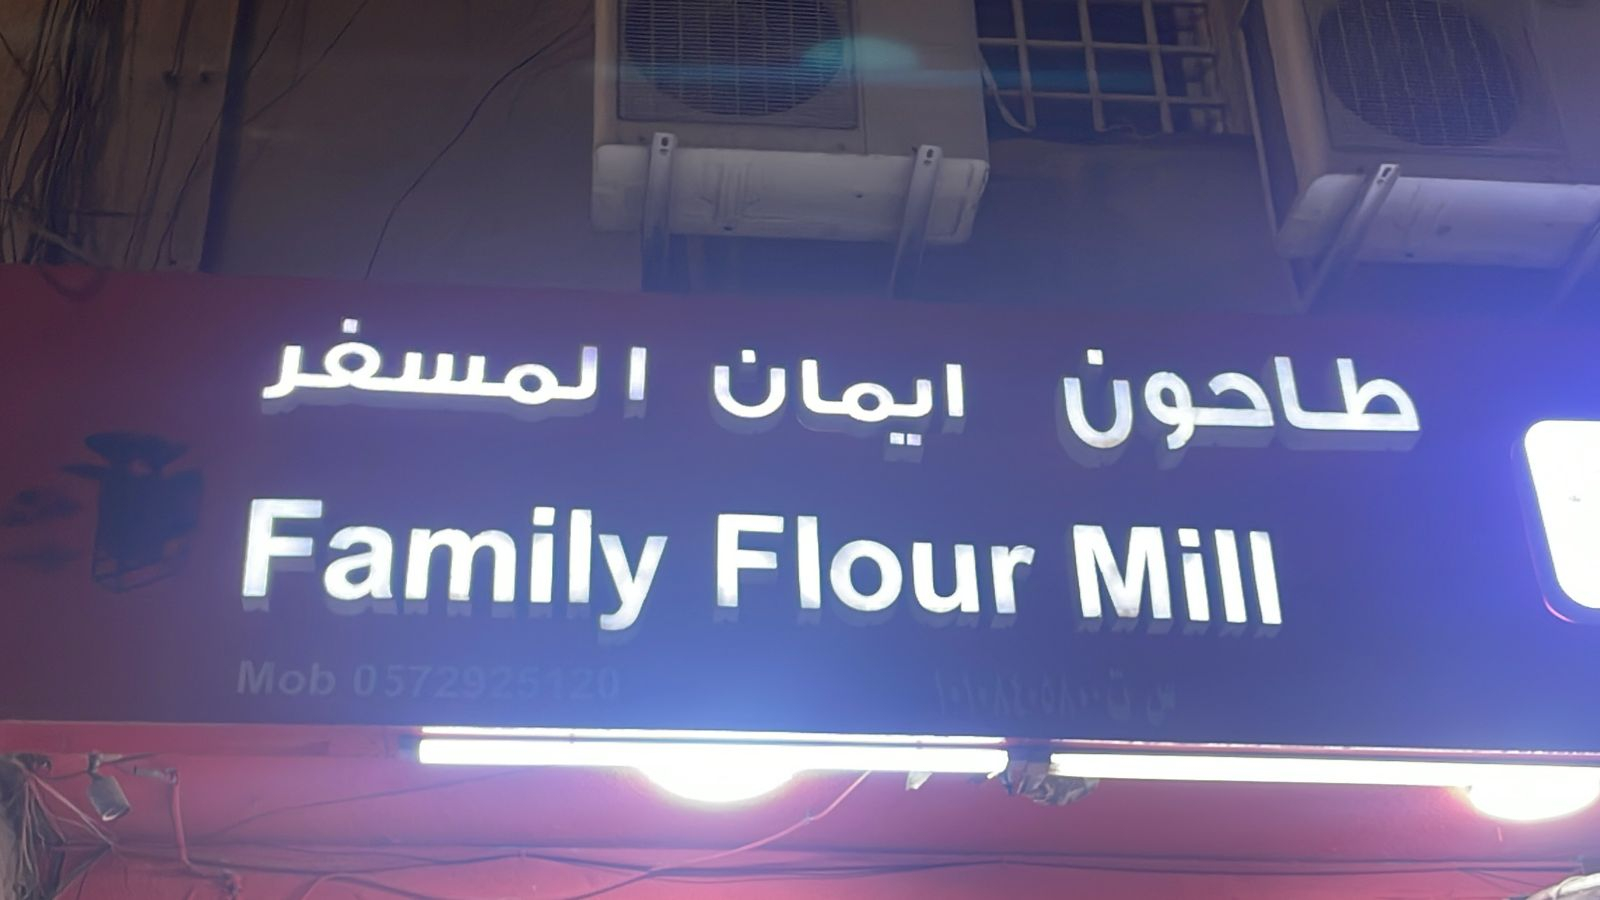 طاحون ايمان المسفر
Family Flour Mill
Mob 0572925120
س ت